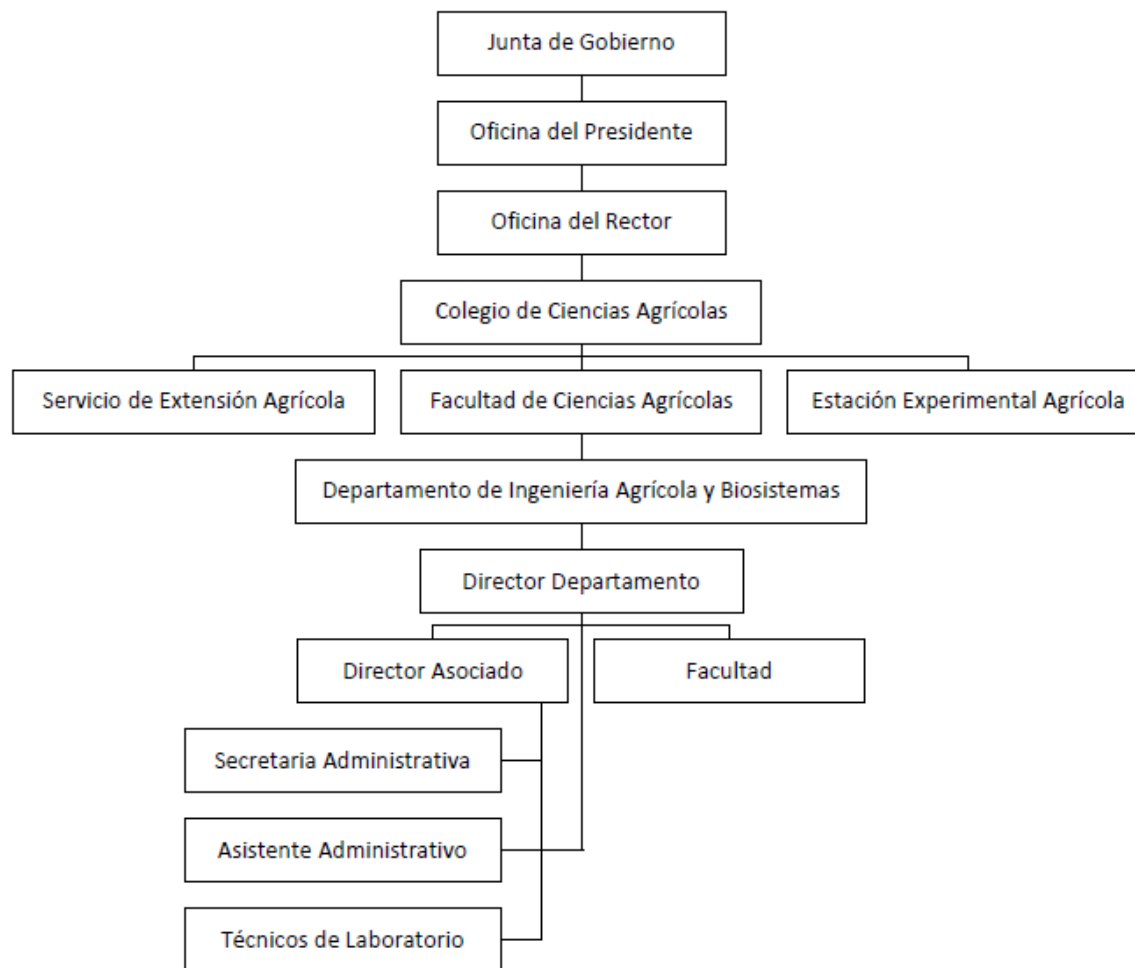 Junta de Gobierno
Oficina del Presidente
Oficina del Rector
Colegio de Ciencias Agrícolas
Servicio de Extensión Agrícola
Facultad de Ciencias Agrícolas
Estación Experimental Agrícola
Departamento de Ingeniería Agrícola y Biosistemas
Director Departamento
Director Asociado
Facultad
Secretaria Administrativa
Asistente Administrativo
Técnicos de Laboratorio